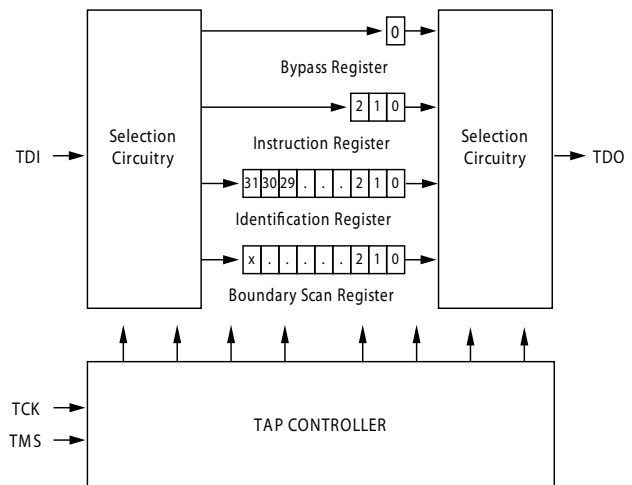 0
Bypass Register
2 1 0
Selection
Circuitry
Selection
Circuitry
TDI
TDO
Instruction Register
31 30 29 . . . 2 1 0
Identification Register
x . . . . . 2 1 0
Boundary Scan Register
TCK
TMS
TAP CONTROLLER